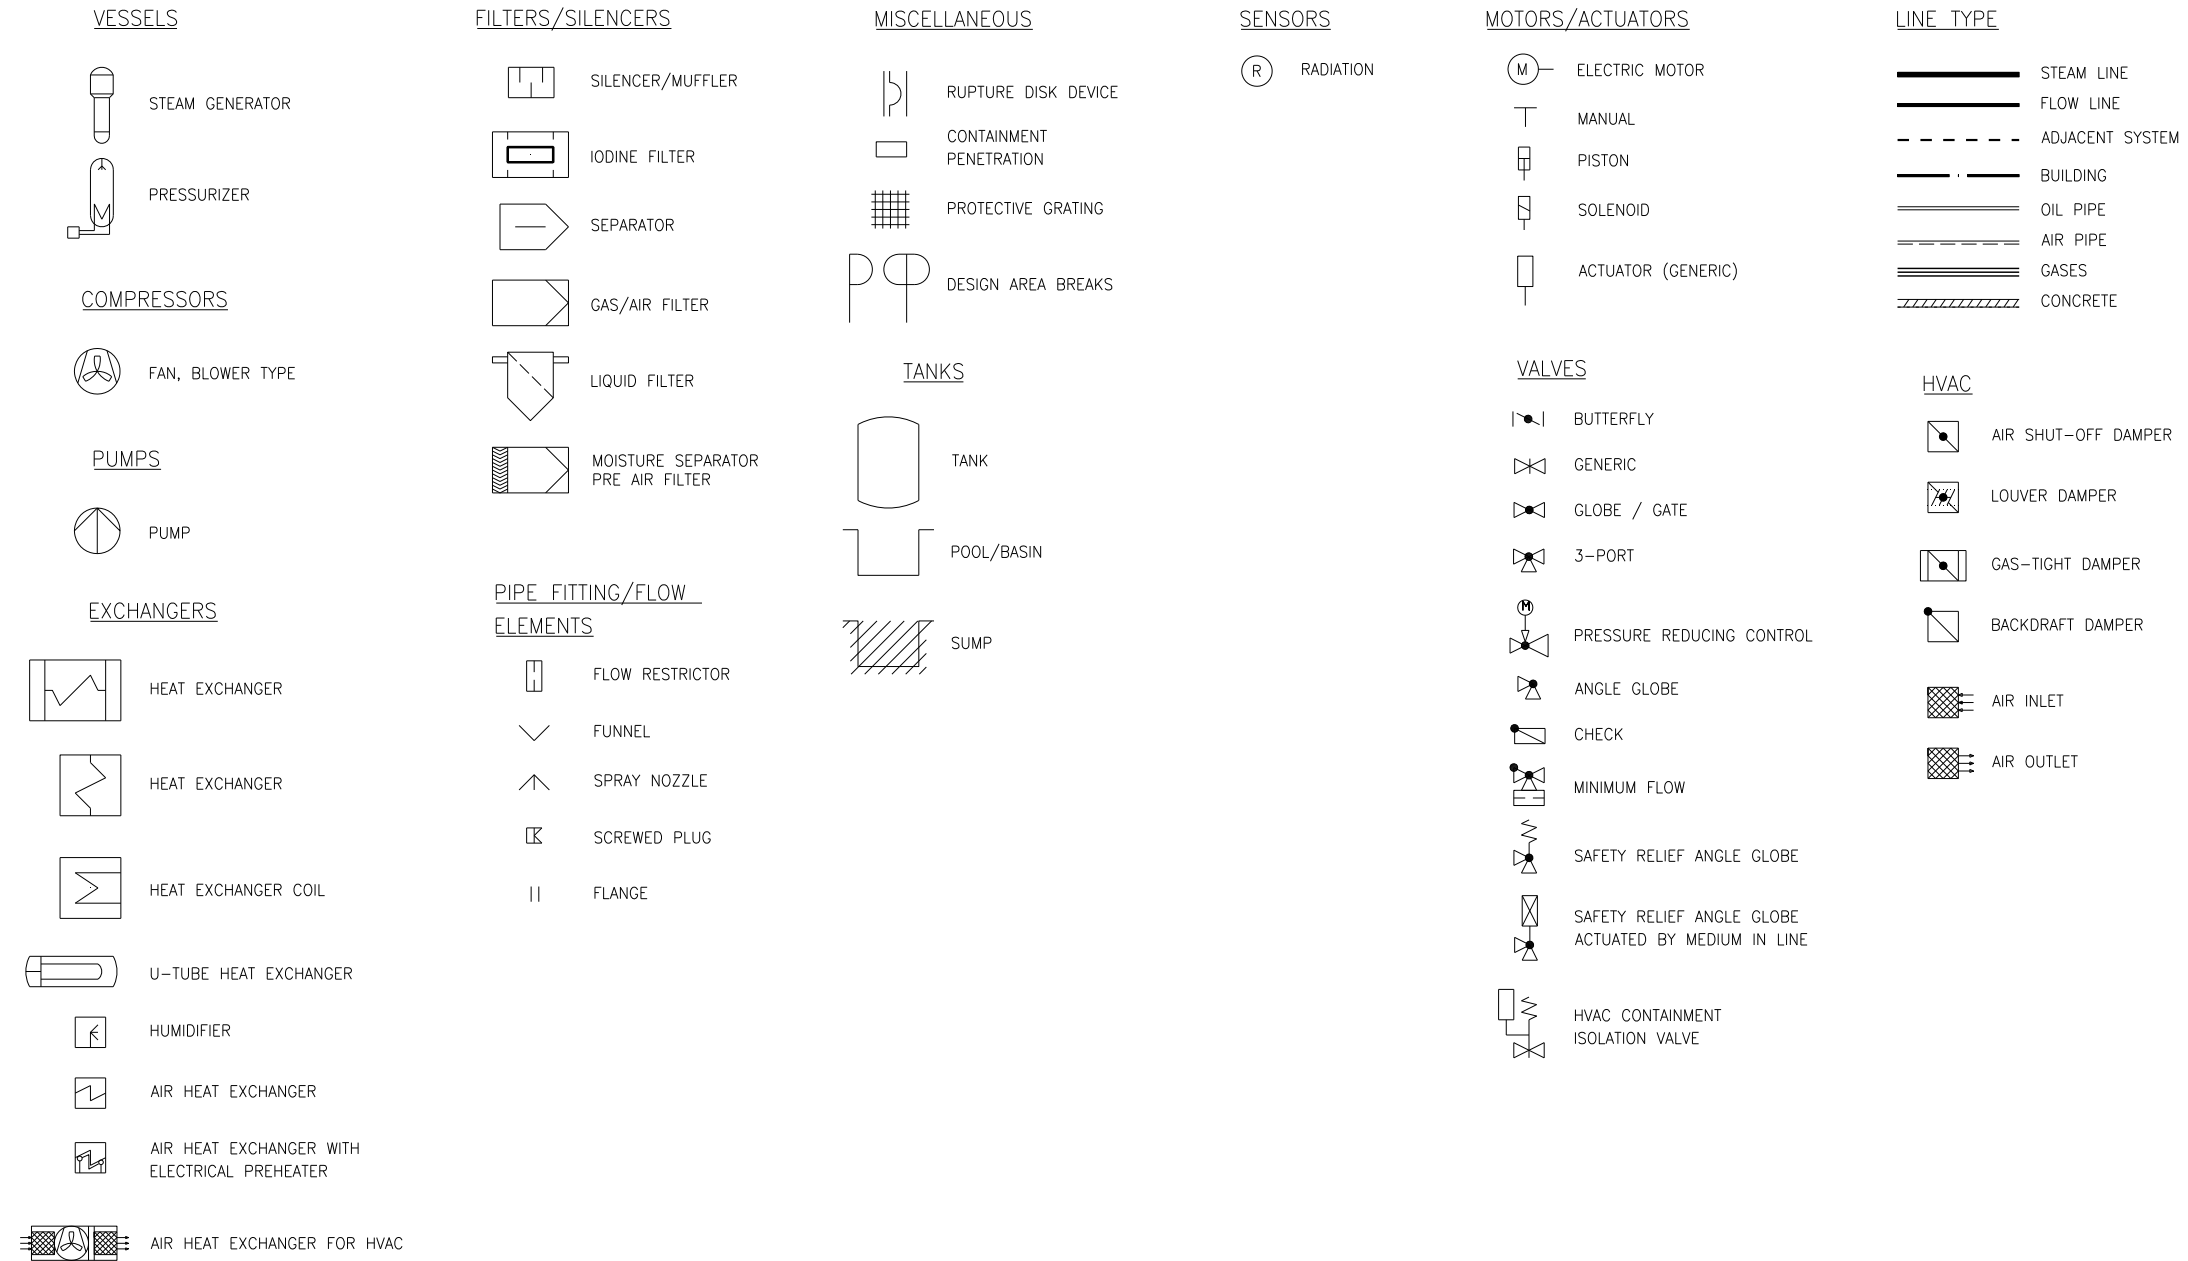 VESSELS
STEAM GENERATOR
PRESSURIZER
COMPRESSORS
FAN, BLOWER TYPE
PUMPS
PUMP
EXCHANGERS
HEAT EXCHANGER
HEAT EXCHANGER
HEAT EXCHANGER COIL
U-TUBE HEAT EXCHANGER
HUMIDIFIER
AIR HEAT EXCHANGER
AIR HEAT EXCHANGER WITH
ELECTRICAL PREHEATER
AIR HEAT EXCHANGER FOR HVAC
FILTERS/SILENCERS
SILENCER/MUFFLER
IODINE FILTER
SEPARATOR
GAS/AIR FILTER
LIQUID FILTER
MOISTURE SEPARATOR
PRE AIR FILTER
PIPE FITTING/FLOW
ELEMENTS
FLOW RESTRICTOR
FUNNEL
SPRAY NOZZLE
SCREWED PLUG
FLANGE
MISCELLANEOUS
RUPTURE DISK DEVICE
CONTAINMENT
PENETRATION
PROTECTIVE GRATING
DESIGN AREA BREAKS
TANKS
TANK
POOL/BASIN
SUMP
SENSORS
R
RADIATION
MOTORS/ACTUATORS
M
ELECTRIC MOTOR
MANUAL
PISTON
SOLENOID
ACTUATOR (GENERIC)
VALVES
BUTTERFLY
GENERIC
GLOBE / GATE
3-PORT
M
PRESSURE REDUCING CONTROL
ANGLE GLOBE
CHECK
MINIMUM FLOW
SAFETY RELIEF ANGLE GLOBE
SAFETY RELIEF ANGLE GLOBE
ACTUATED BY MEDIUM IN LINE
HVAC CONTAINMENT
ISOLATION VALVE
LINE TYPE
STEAM LINE
FLOW LINE
ADJACENT SYSTEM
BUILDING
OIL PIPE
AIR PIPE
GASES
CONCRETE
HVAC
AIR SHUT-OFF DAMPER
LOUVER DAMPER
GAS-TIGHT DAMPER
BACKDRAFT DAMPER
AIR INLET
AIR OUTLET